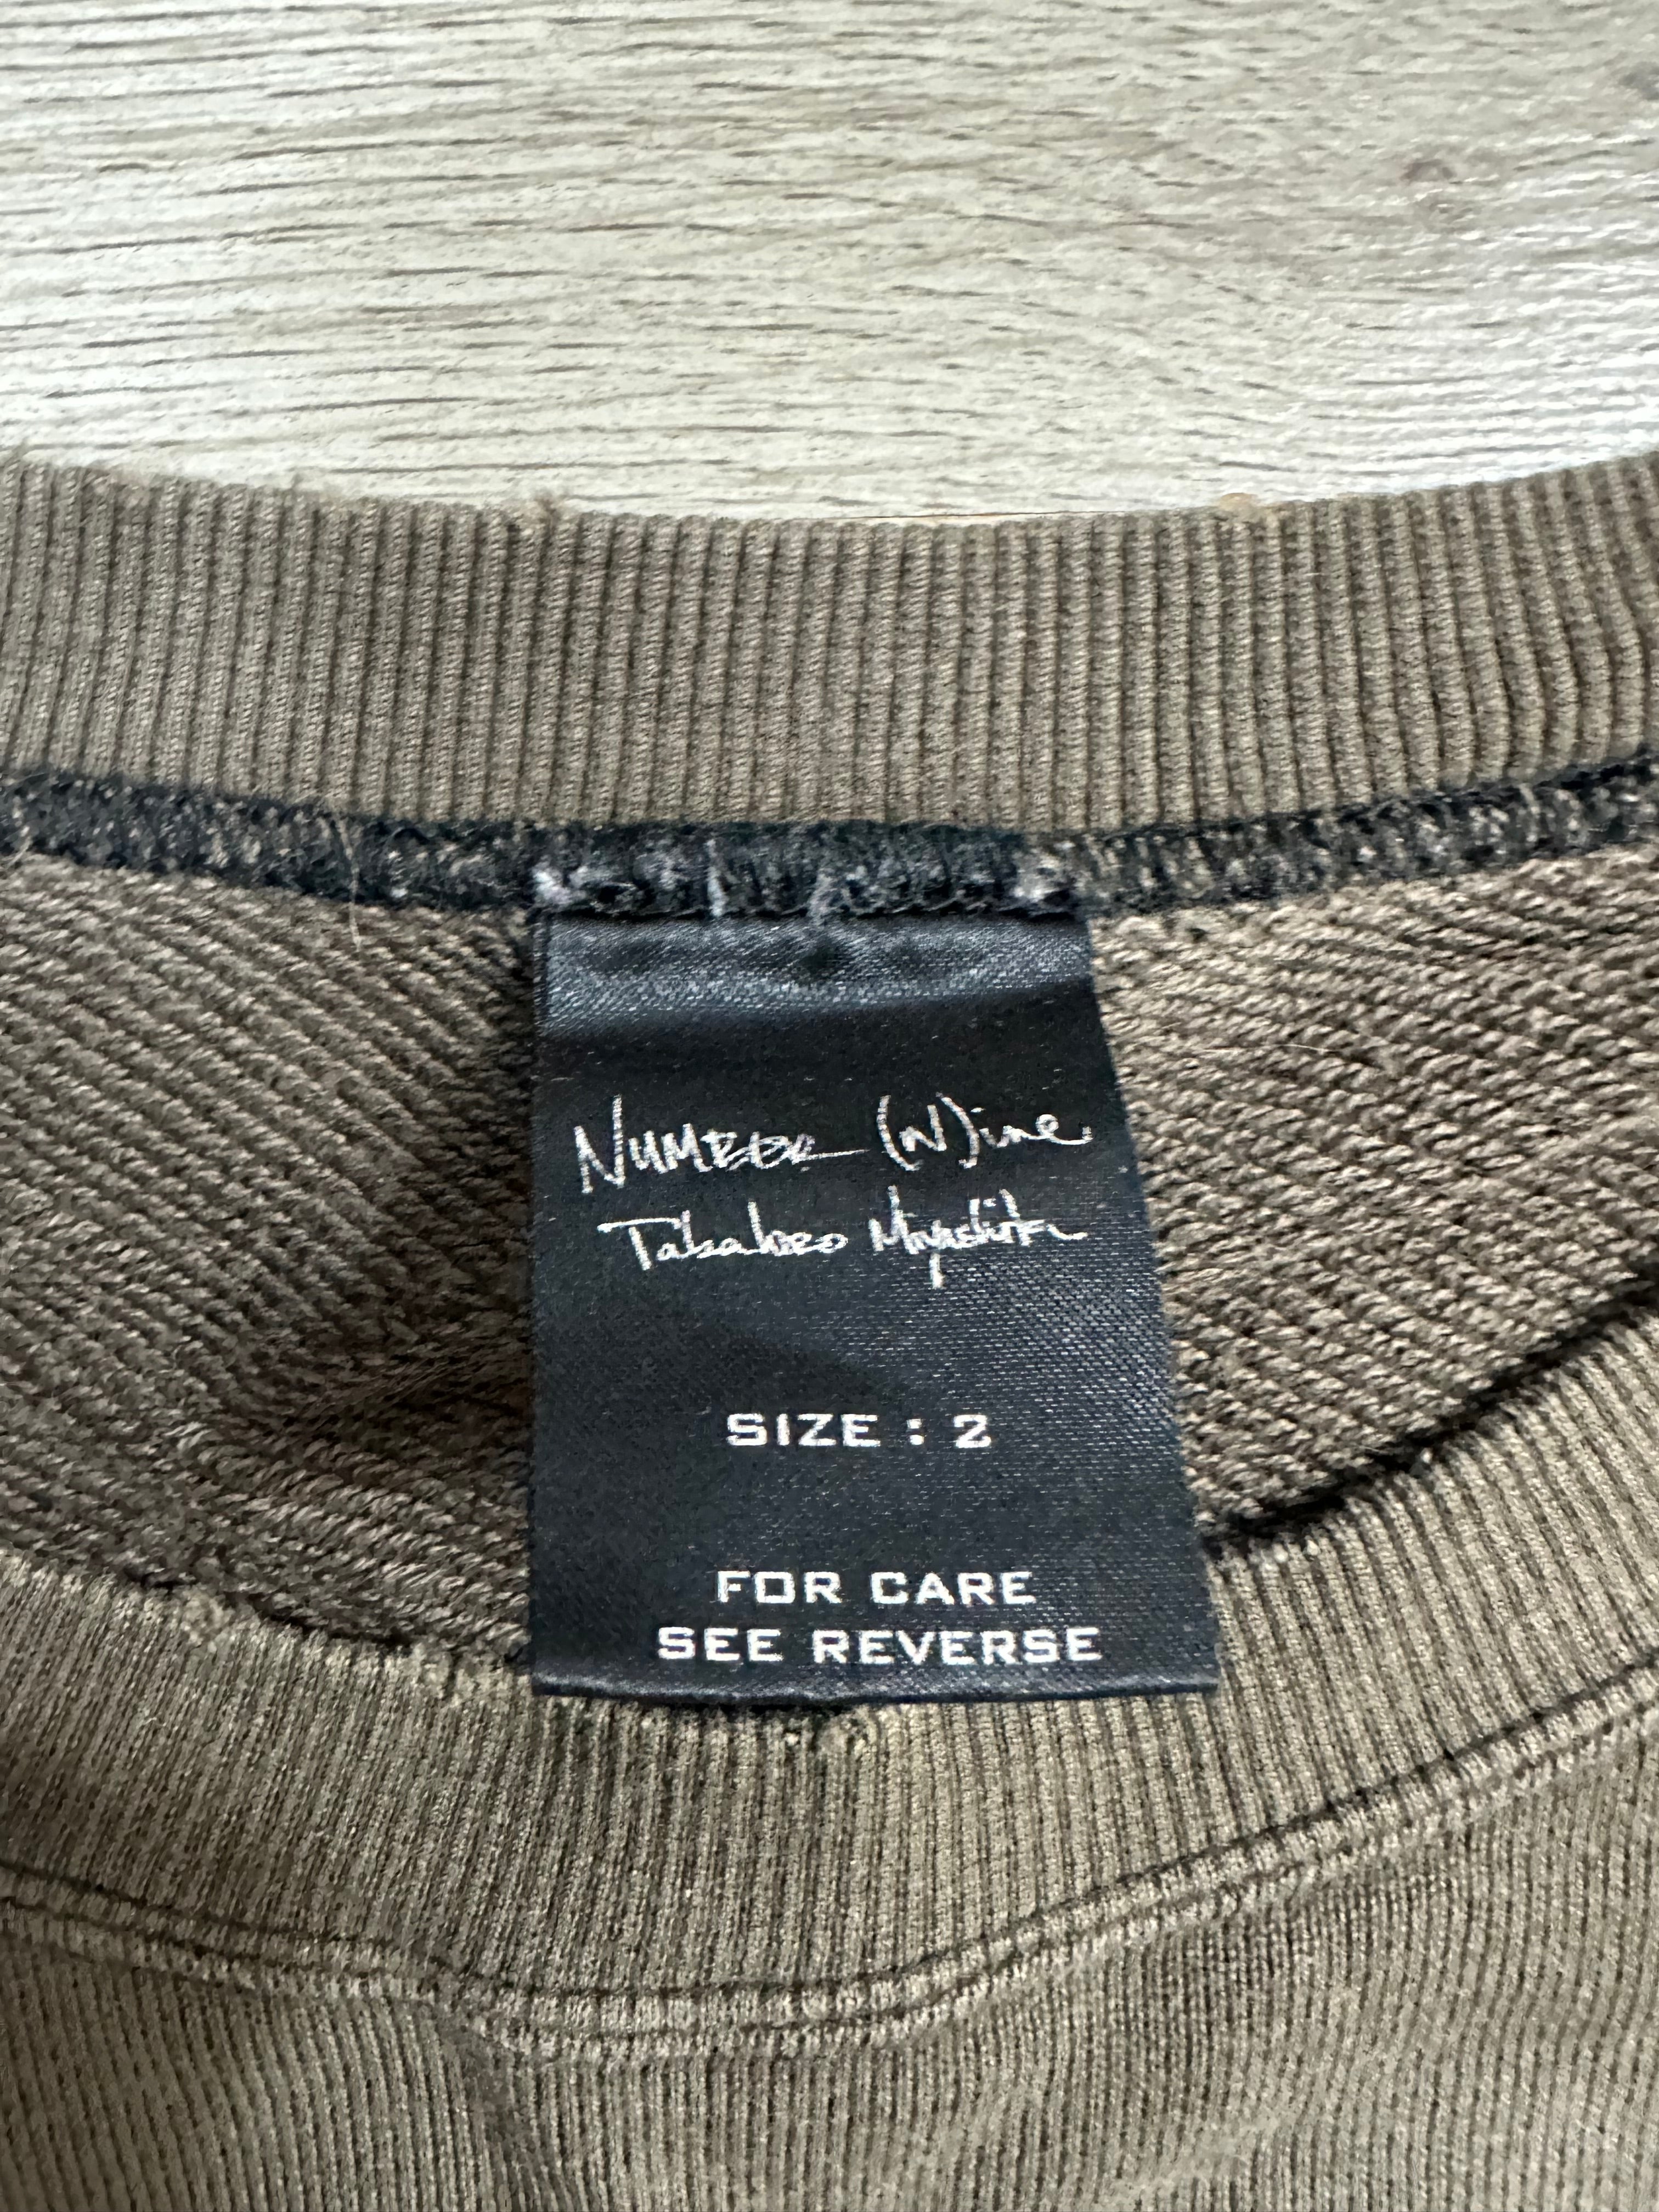 NUMBER (N)ine
Takahiro Miyashita
SIZE : 2
FOR CARE
SEE REVERSE